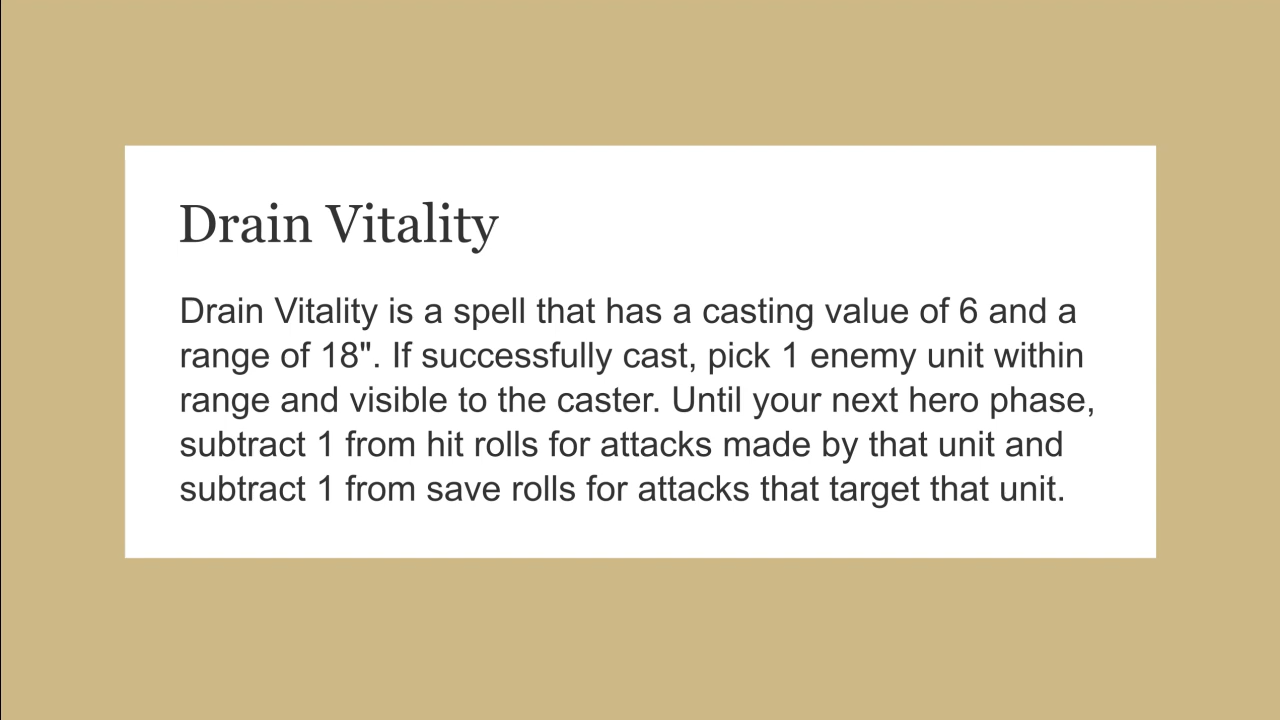 Drain Vitality
Drain Vitality is a spell that has a casting value of 6 and a
range of 18". If successfully cast, pick 1 enemy unit within
range and visible to the caster. Until your next hero phase,
subtract 1 from hit rolls for attacks made by that unit and
subtract 1 from save rolls for attacks that target that unit.